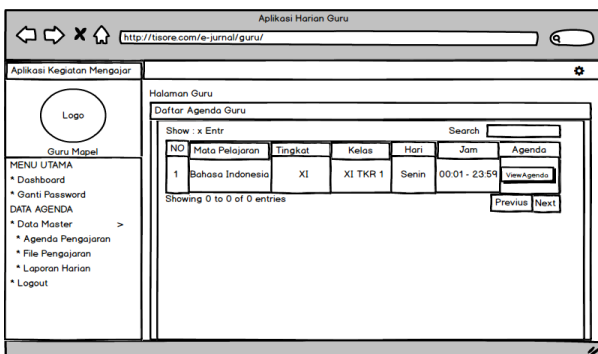 Aplikasi Harian Guru
http://tisore.com/e-jurnal/guru/
Aplikasi Kegiatan Mengajar
Logo
Guru Mapel
MENU UTAMA
* Dashboard
* Ganti Password
DATA AGENDA
* Data Master >
* Agenda Pengajaran
* File Pengajaran
* Laporan Harian
* Logout
Halaman Guru
Daftar Agenda Guru
Show : x Entr Search
NO Mata Pelajaran Tingkat Kelas Hari Jam Agenda
1 Bahasa Indonesia XI XI TKR 1 Senin 00:01 - 23:59 ViewAgenda
Showing 0 to 0 of 0 entries
Previus Next